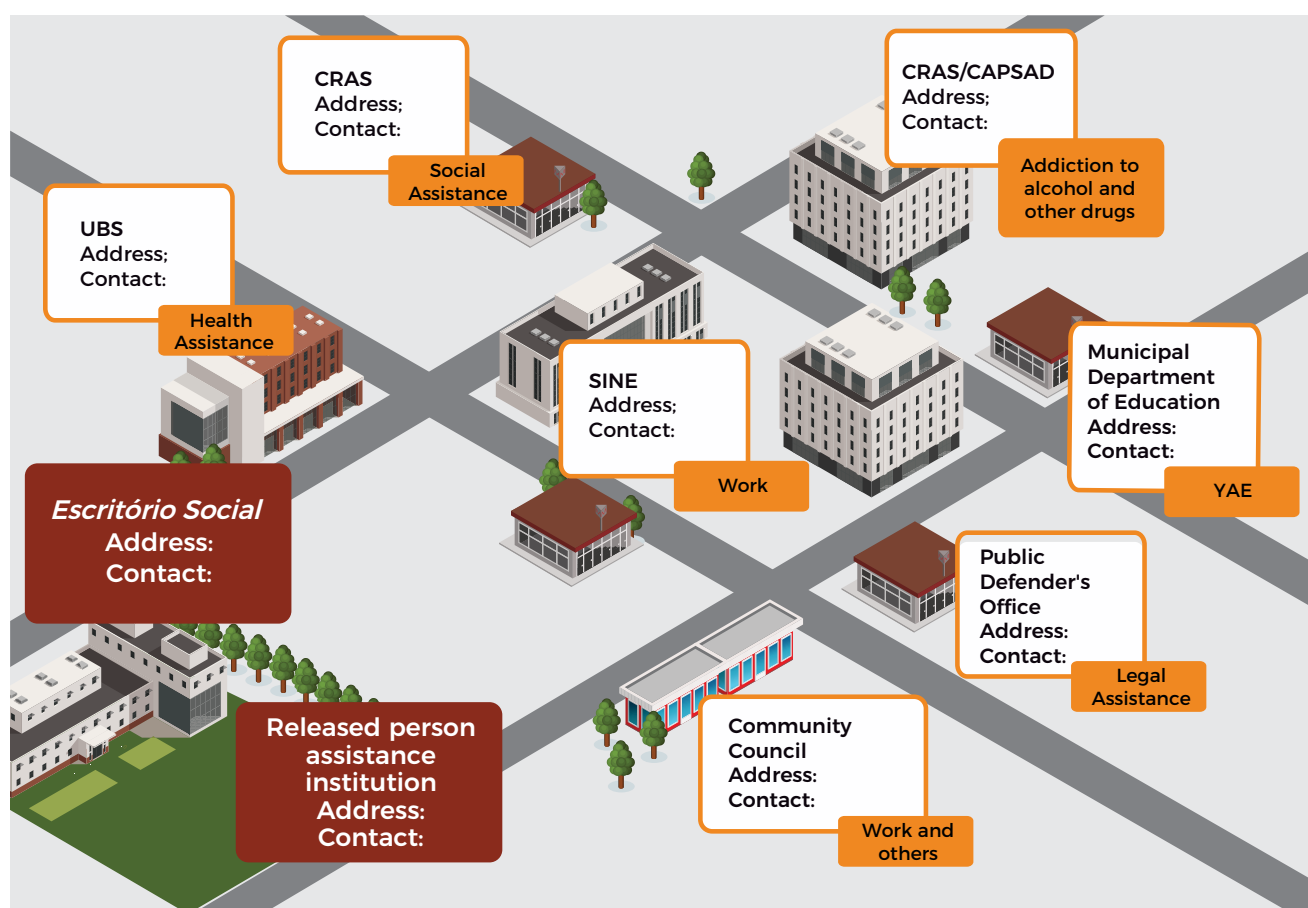 CRAS
Address;
Contact:
Social
Assistance
CRAS/CAPSAD
Address;
Contact:
Addiction to
alcohol and
other drugs
UBS
Address;
Contact:
Health
Assistance
SINE
Address;
Contact:
Work
Municipal
Department
of Education
Address:
Contact:
YAE
Escritório Social
Address:
Contact:
Public
Defender's
Office
Address:
Contact:
Legal
Assistance
Released person
assistance
institution
Address:
Contact:
Community
Council
Address:
Contact:
Work and
others